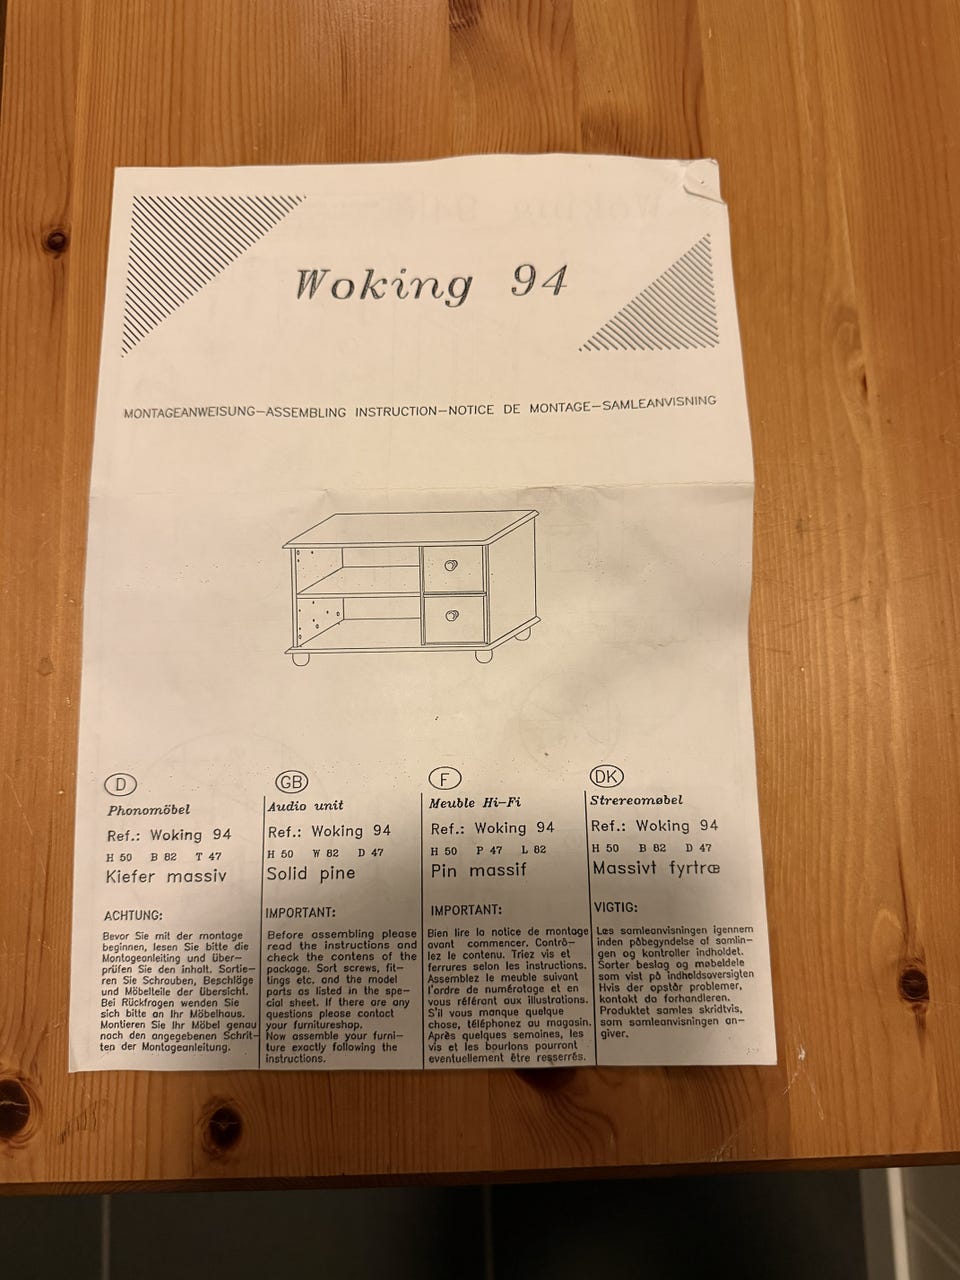 Woking 94
MONTAGEANWEISUNG-ASSEMBLING INSTRUCTION-NOTICE DE MONTAGE-SAMLEANVISNING
D
Phonomöbel
Ref.: Woking 94
H 50 B 82 T 47
Kiefer massiv
ACHTUNG:
Bevor Sie mit der montage
beginnen, lesen Sie bitte die
Montageanleiting und über-
prüfen Sie den inhalt. Sortie-
ren Sie Schrauben, Beschläge
und Möbelteile der Übersicht.
Bei Rückfrogen wenden Sie
sich bitte an Ihr Möbelhaus.
Montieren Sie Ihr Möbel genau
nach den angegebenen Schrit-
ten der Montageanleitung.
GB
Audio unit
Ref.: Woking 94
H 50 W 82 D 47
Solid pine
IMPORTANT:
Before assembling please
read the instructions and
check the contens of the
package. Sort screws, fit-
tings etc. and the model
parts as listed in the spe-
cial sheet. If there are any
questions please contact
your furnitureshop.
Now assemble your furni-
ture exactly following the
instructions.
F
Meuble Hi-Fi
Ref.: Woking 94
H 50 P 47 L 82
Pin massif
IMPORTANT:
Bien lire la notice de montage
avant commencer. Contrô-
lez le contenu. Triez vis et
ferrures selon les instructions.
Assemblez le meuble suivant
l'ordre de numérotage et en
vous référant aux illustrations.
S'il vous manque quelque
chose, téléphonez au magasin.
Après quelques semaines, les
vis et les bourlons pourront
eventuellement être resserrés.
DK
Strereomøbel
Ref.: Woking 94
H 50 B 82 D 47
Massivt fyrtræ
VIGTIG:
Læs samleanvisningen igennem
inden påbegyndelse af samlin-
gen og kontroller indholdet.
Sorter beslag og møbeldele
som vist på indholdsoversigten
Hvis der opstår problemer,
kontakt da forhandleren.
Produktet samles skridtvis,
som samleanvisningen an-
giver.